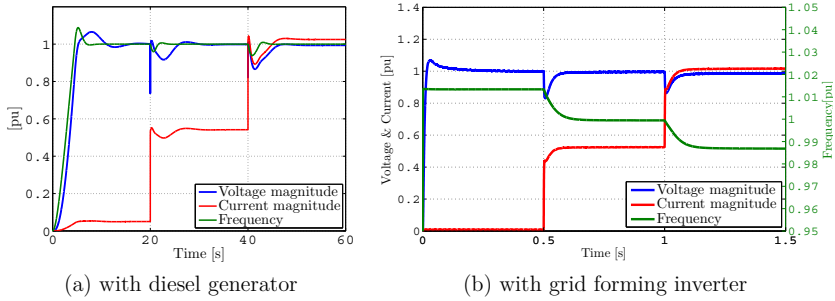 1
0.8
0.6
0.4
0.2
0
[pu]
0 20 40 60
Time [s]
Voltage magnitude
Current magnitude
Frequency
(a) with diesel generator
1.4
1.2
1
0.8
0.6
0.4
0.2
0
Voltage & Current [pu]
0 0.5 1 1.5
Time [s]
1.05
1.04
1.03
1.02
1.01
1
0.99
0.98
0.97
0.96
0.95
Frequency[pu]
Voltage magnitude
Current magnitude
Frequency
(b) with grid forming inverter